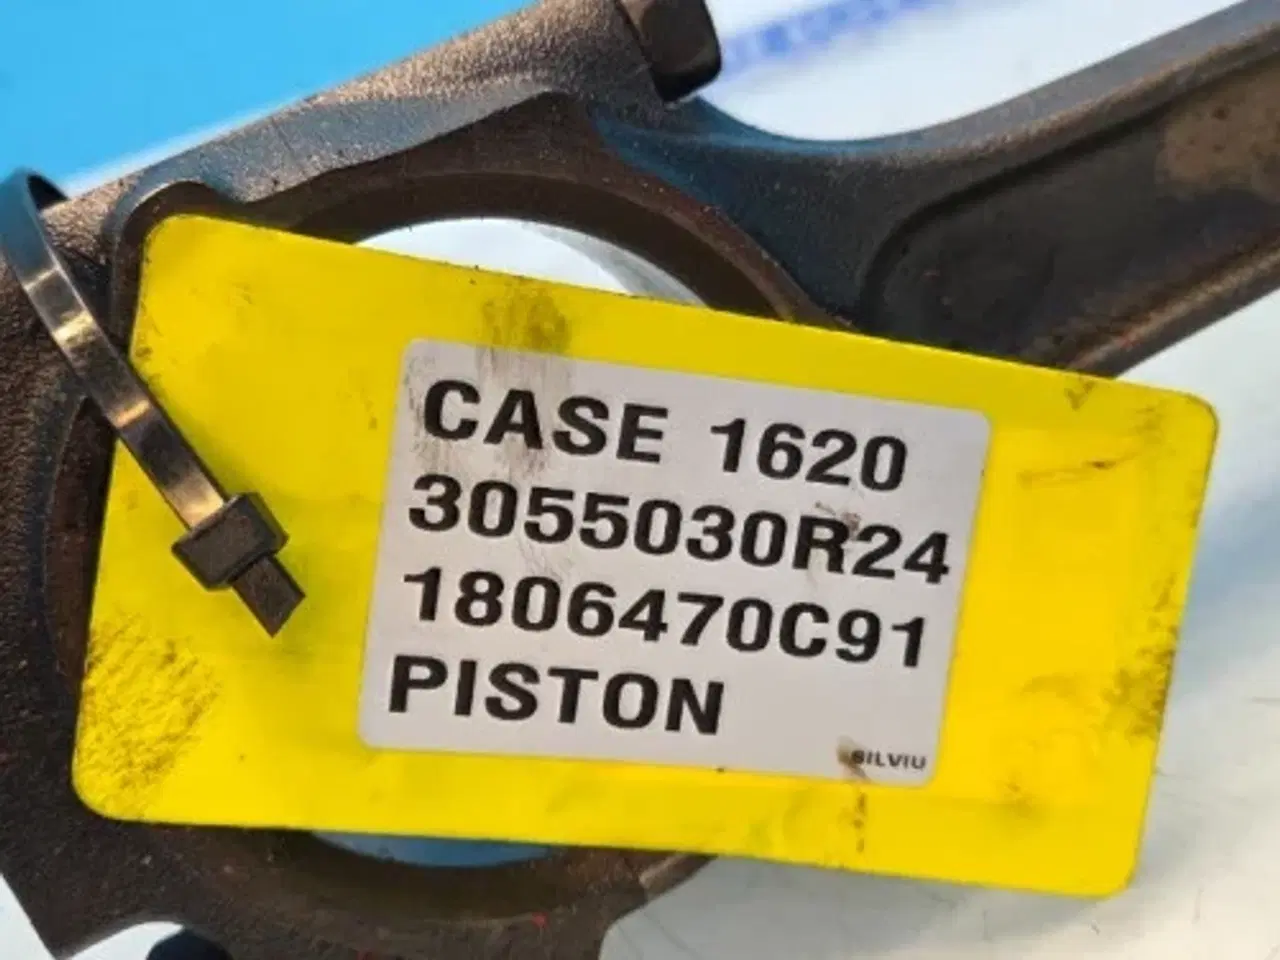 CASE 1620
3055030R24
1806470C91
PISTON
SILVIU